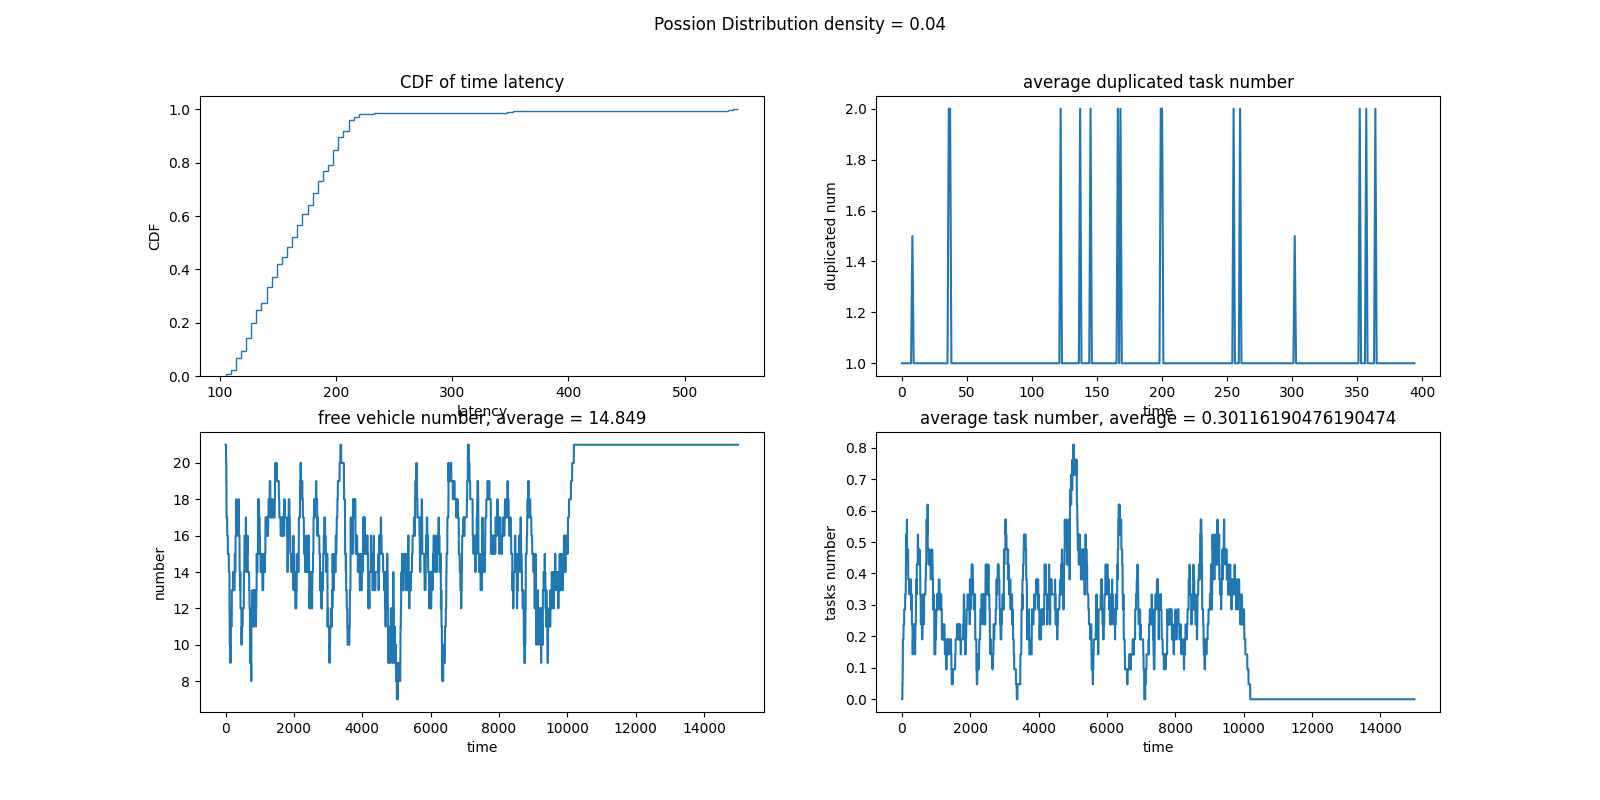 Possion Distribution density = 0.04
CDF of time latency
CDF
1.0
0.8
0.6
0.4
0.2
0.0
100 200 300 400 500
latency
average duplicated task number
duplicated num
2.0
1.8
1.6
1.4
1.2
1.0
0 50 100 150 200 250 300 350 400
time
free vehicle number, average = 14.849
number
20
18
16
14
12
10
8
0 2000 4000 6000 8000 10000 12000 14000
time
average task number, average = 0.30116190476190474
tasks number
0.8
0.7
0.6
0.5
0.4
0.3
0.2
0.1
0.0
0 2000 4000 6000 8000 10000 12000 14000
time